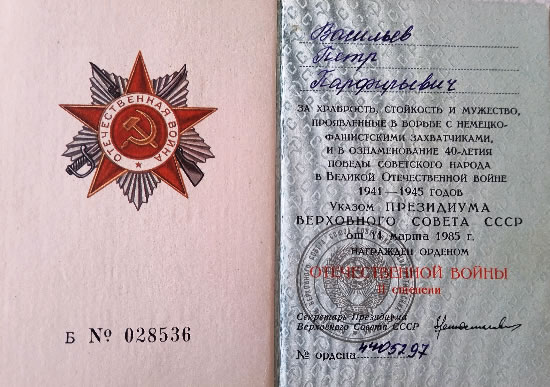 ОТЕЧЕСТВЕННАЯ ВОЙНА
Б № 028536
Васильев
Петр
Парфирьевич
ЗА ХРАБРОСТЬ, СТОЙКОСТЬ И МУЖЕСТВО,
ПРОЯВЛЕННЫЕ В БОРЬБЕ С НЕМЕЦКО-
ФАШИСТСКИМИ ЗАХВАТЧИКАМИ,
И В ОЗНАМЕНОВАНИЕ 40-ЛЕТИЯ
ПОБЕДЫ СОВЕТСКОГО НАРОДА
В ВЕЛИКОЙ ОТЕЧЕСТВЕННОЙ ВОЙНЕ
1941—1945 ГОДОВ
УКАЗОМ ПРЕЗИДИУМА
ВЕРХОВНОГО СОВЕТА СССР
от 11 марта 1985 г.
НАГРАЖДЕН ОРДЕНОМ
ОТЕЧЕСТВЕННОЙ ВОЙНЫ
II степени
Секретарь Президиума
Верховного Совета СССР
№ ордена 4405297